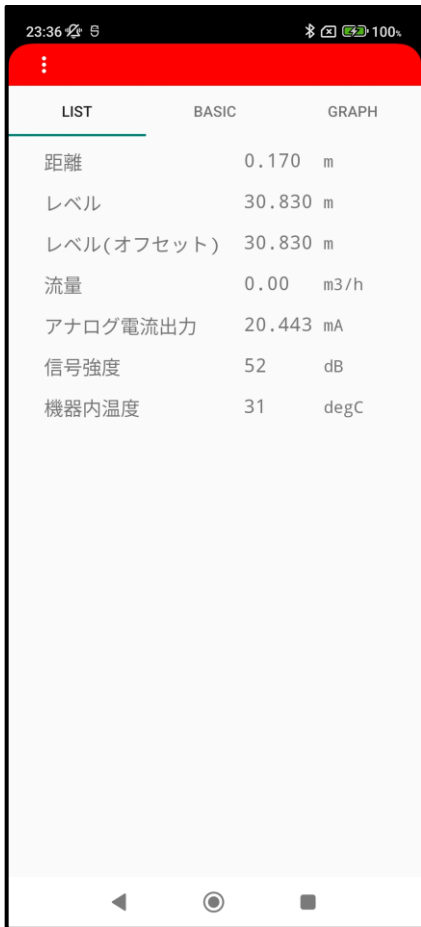 23:36 100%
LIST BASIC GRAPH
距離 0.170 m
レベル 30.830 m
レベル(オフセット) 30.830 m
流量 0.00 m3/h
アナログ電流出力 20.443 mA
信号強度 52 dB
機器内温度 31 degC